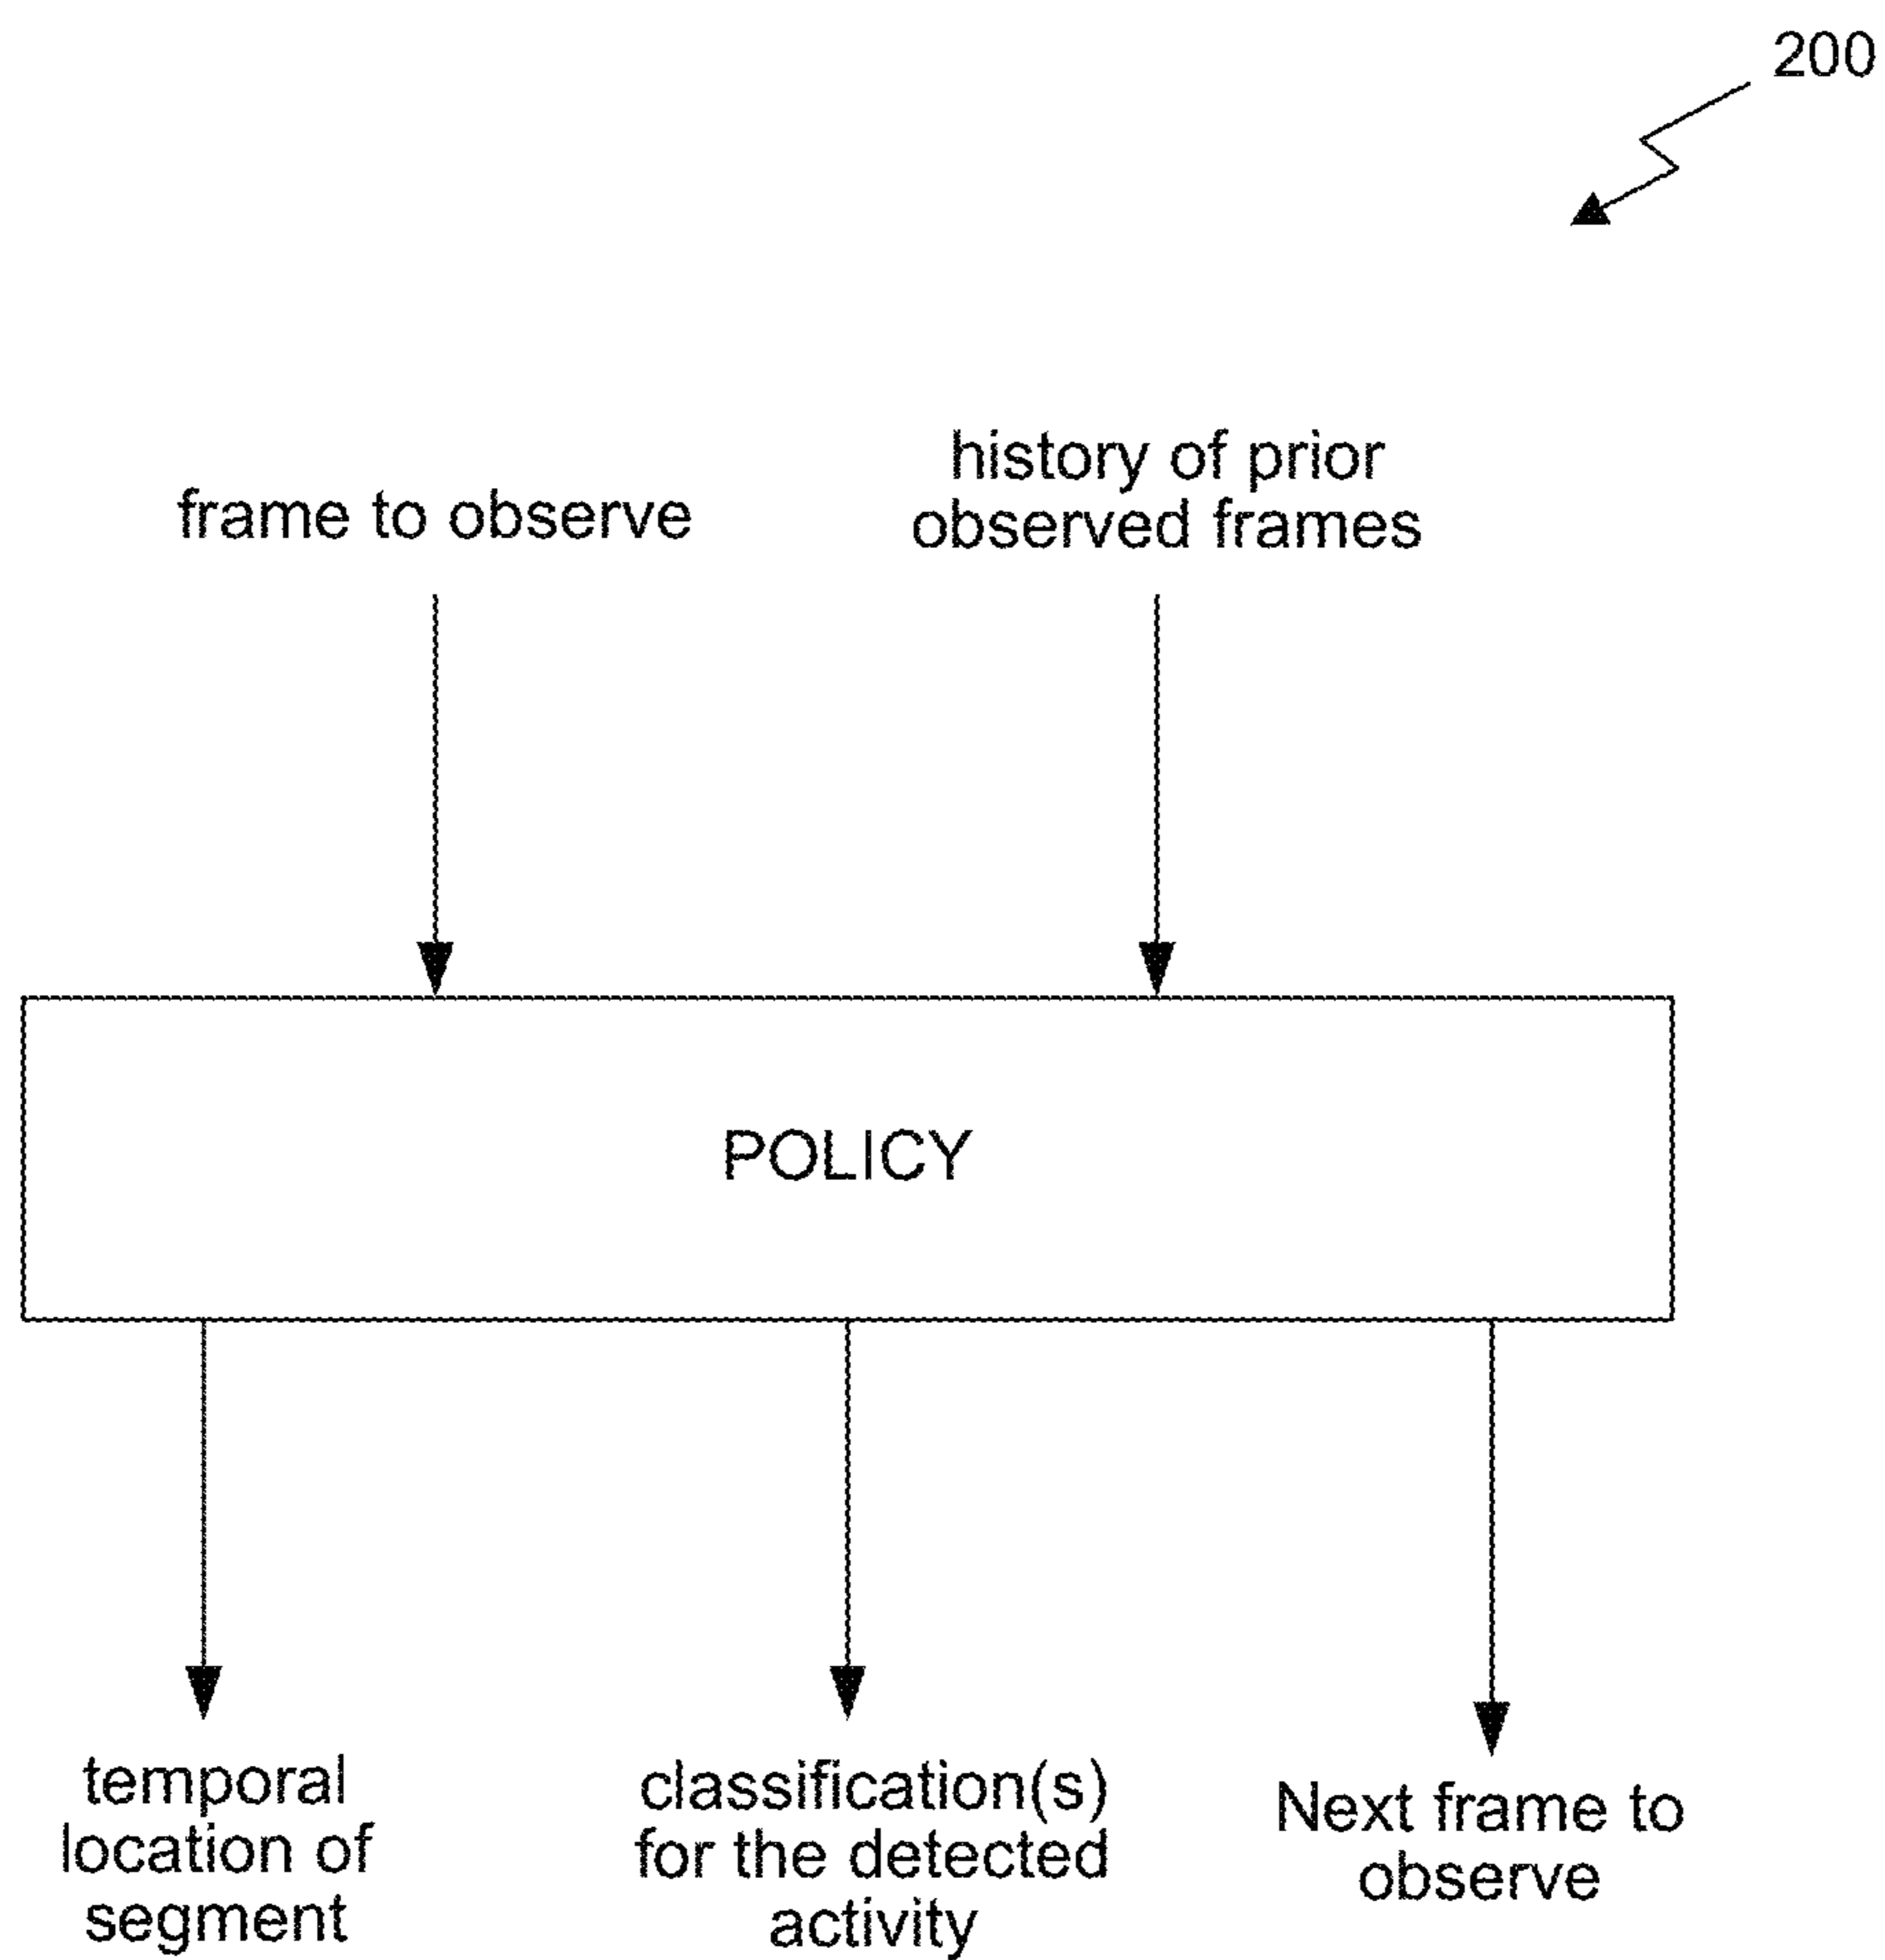 200
frame to observe
history of prior
observed frames
POLICY
temporal
location of
segment
classification(s)
for the detected
activity
Next frame to
observe